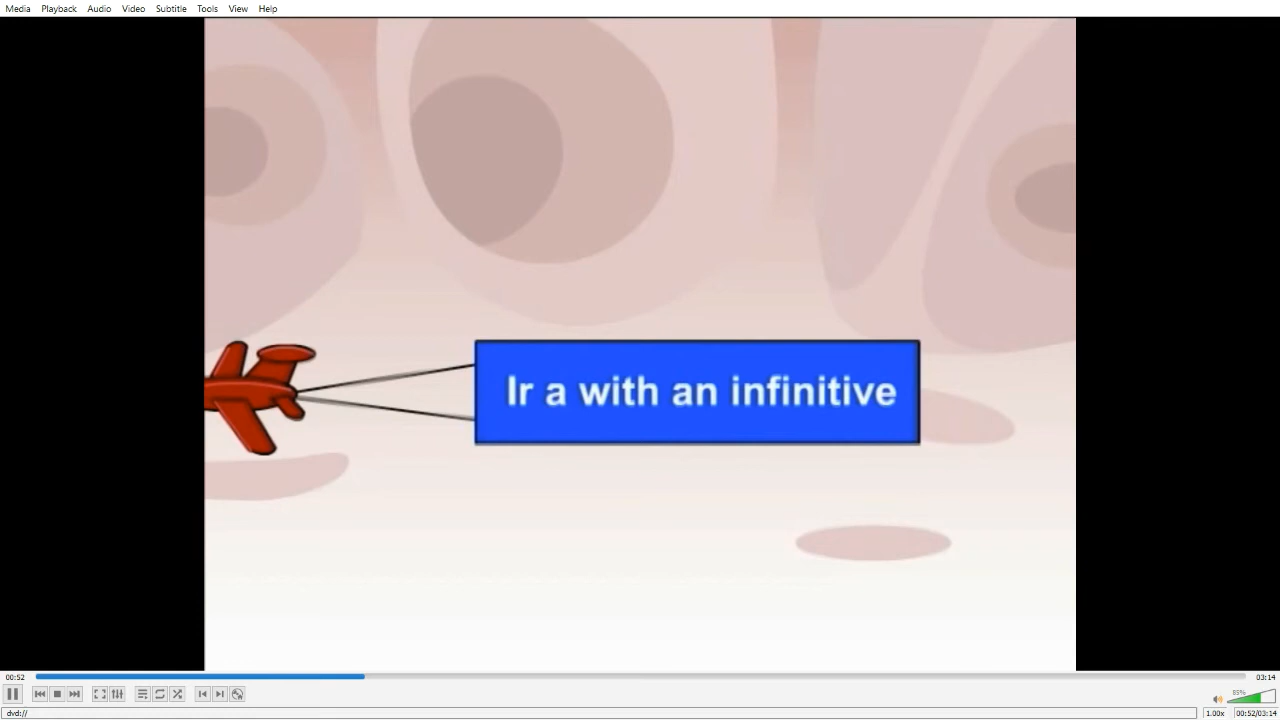 Media Playback Audio Video Subtitle Tools View Help
Ir a with an infinitive
00:52 03:14
85%
dvd:// 1.00x 00:52/03:14